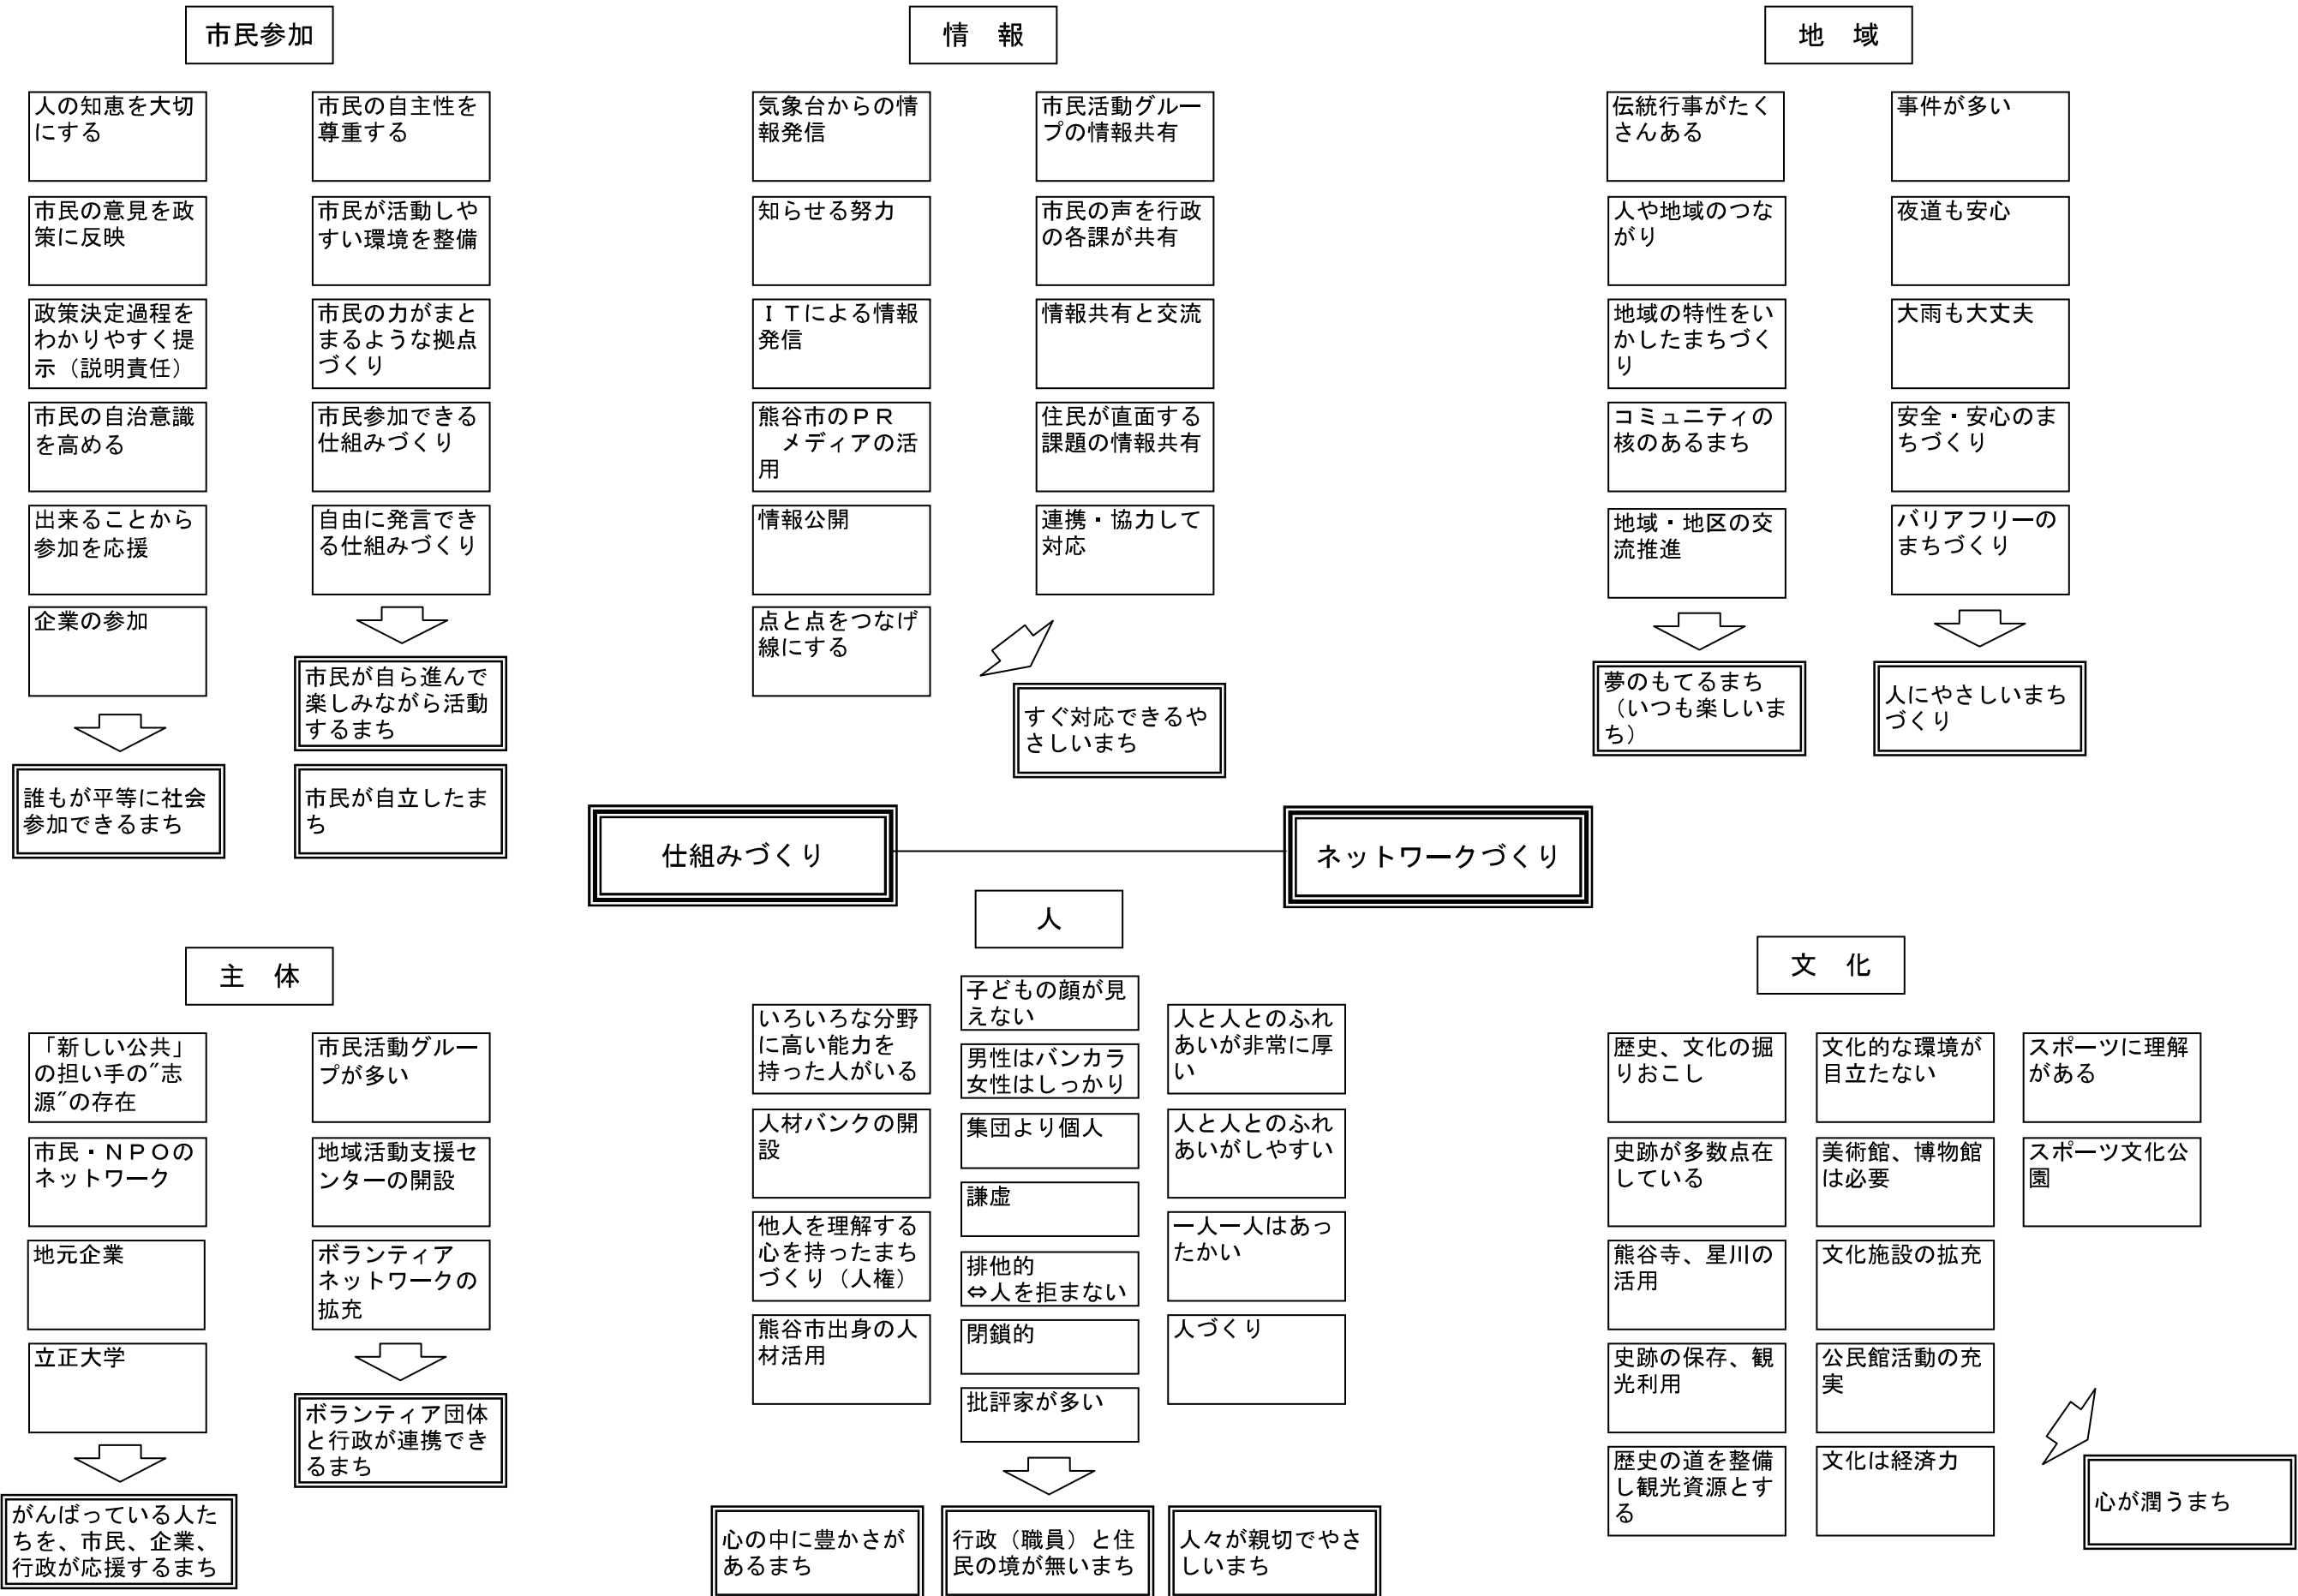 市民参加
人の知恵を大切
にする
市民の意見を政
策に反映
政策決定過程を
わかりやすく提
示（説明責任）
市民の自治意識
を高める
出来ることから
参加を応援
企業の参加
誰もが平等に社会
参加できるまち
市民の自主性を
尊重する
市民が活動しや
すい環境を整備
市民の力がまと
まるような拠点
づくり
市民参加できる
仕組みづくり
自由に発言でき
る仕組みづくり
市民が自ら進んで
楽しみながら活動
するまち
市民が自立したま
ち
情　報
気象台からの情
報発信
知らせる努力
ＩＴによる情報
発信
熊谷市のＰＲ
　メディアの活
用
情報公開
点と点をつなげ
線にする
市民活動グルー
プの情報共有
市民の声を行政
の各課が共有
情報共有と交流
住民が直面する
課題の情報共有
連携・協力して
対応
すぐ対応できるや
さしいまち
地　域
伝統行事がたく
さんある
人や地域のつな
がり
地域の特性をい
かしたまちづく
り
コミュニティの
核のあるまち
地域・地区の交
流推進
夢のもてるまち
（いつも楽しいま
ち）
事件が多い
夜道も安心
大雨も大丈夫
安全・安心のま
ちづくり
バリアフリーの
まちづくり
人にやさしいまち
づくり
仕組みづくり
ネットワークづくり
主　体
「新しい公共」
の担い手の″志
源″の存在
市民・ＮＰＯの
ネットワーク
地元企業
立正大学
がんばっている人た
ちを、市民、企業、
行政が応援するまち
市民活動グルー
プが多い
地域活動支援セ
ンターの開設
ボランティア
ネットワークの
拡充
ボランティア団体
と行政が連携でき
るまち
人
いろいろな分野
に高い能力を
持った人がいる
人材バンクの開
設
他人を理解する
心を持ったまち
づくり（人権）
熊谷市出身の人
材活用
子どもの顔が見
えない
男性はバンカラ
女性はしっかり
集団より個人
謙虚
排他的
⇔人を拒まない
閉鎖的
批評家が多い
人と人とのふれ
あいが非常に厚
い
人と人とのふれ
あいがしやすい
一人一人はあっ
たかい
人づくり
心の中に豊かさが
あるまち
行政（職員）と住
民の境が無いまち
人々が親切でやさ
しいまち
文　化
歴史、文化の掘
りおこし
史跡が多数点在
している
熊谷寺、星川の
活用
史跡の保存、観
光利用
歴史の道を整備
し観光資源とす
る
文化的な環境が
目立たない
美術館、博物館
は必要
文化施設の拡充
公民館活動の充
実
文化は経済力
スポーツに理解
がある
スポーツ文化公
園
心が潤うまち